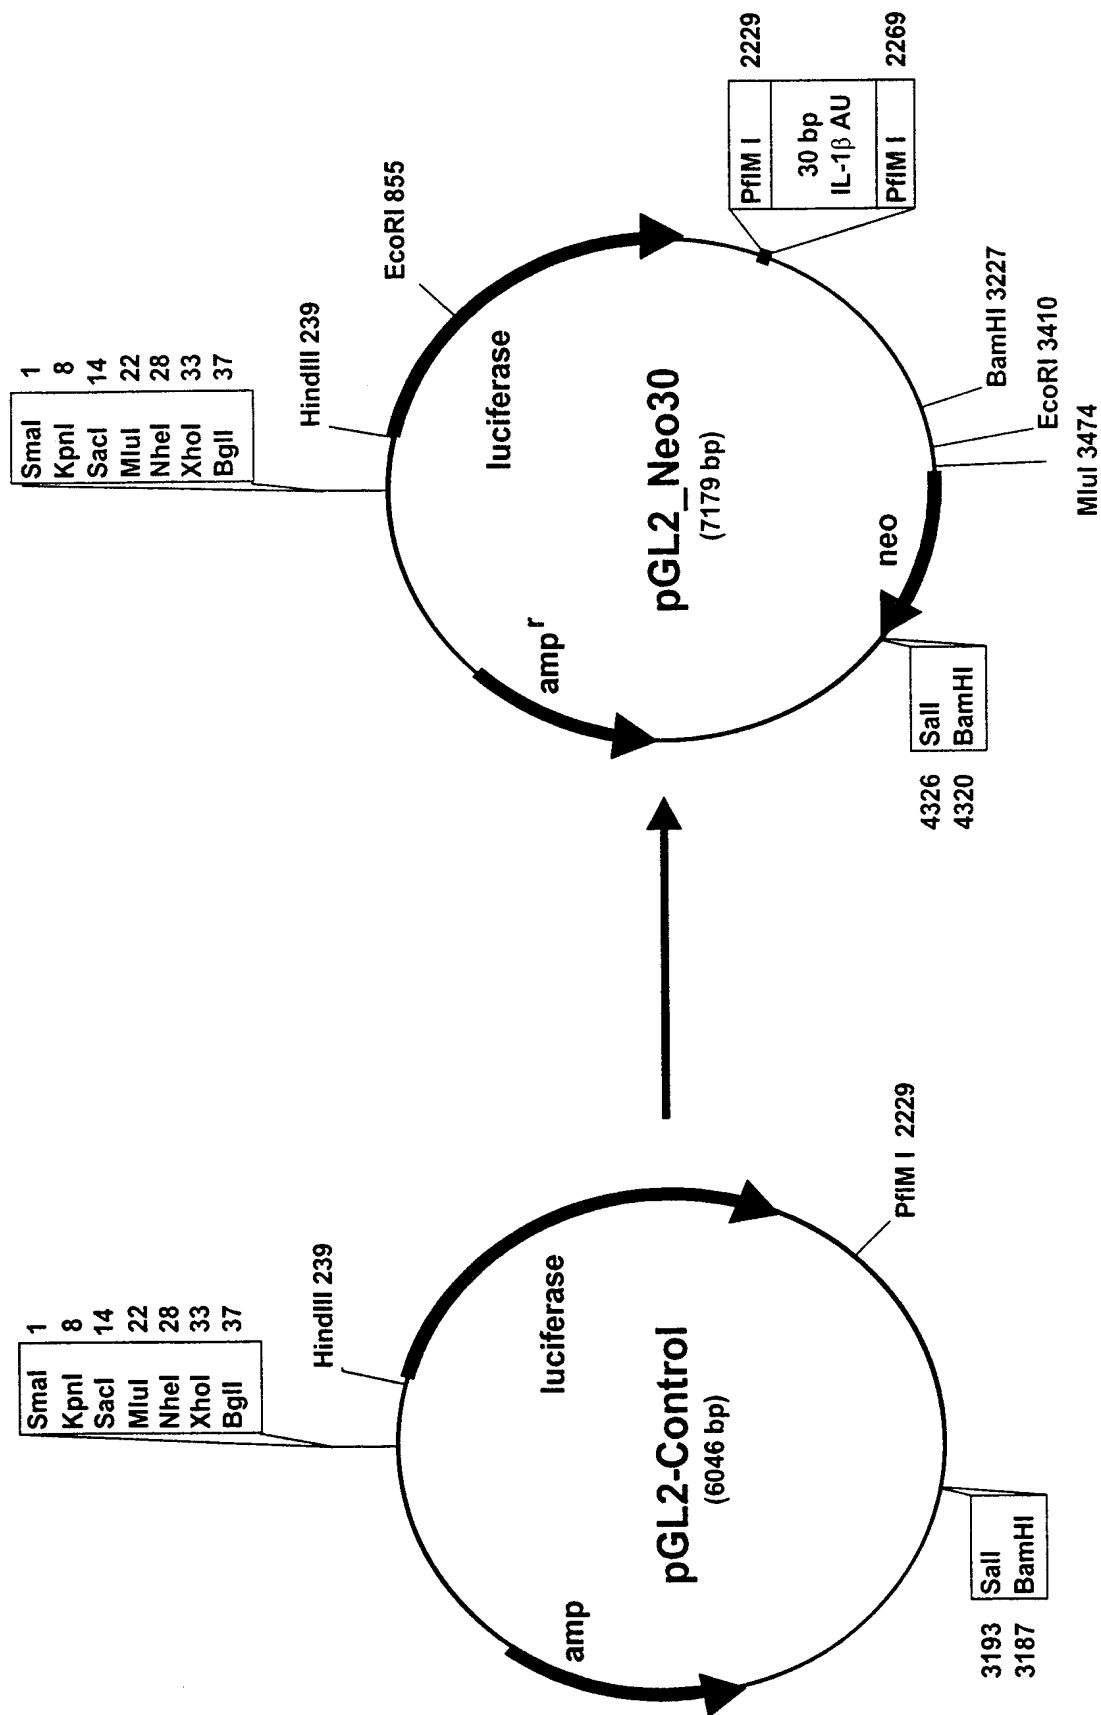 SmaI 1
KpnI 8
SacI 14
MluI 22
NheI 28
XhoI 33
BglI 37
HindIII 239
luciferase
amp
pGL2-Control
(6046 bp)
PflM I 2229
3193 SalI
3187 BamHI
SmaI 1
KpnI 8
SacI 14
MluI 22
NheI 28
XhoI 33
BglI 37
HindIII 239
EcoRI 855
luciferase
amp r
pGL2_Neo30
(7179 bp)
PflM I 2229
30 bp
IL-1β AU
PflM I 2269
neo
BamHI 3227
EcoRI 3410
MluI 3474
4326 SalI
4320 BamHI